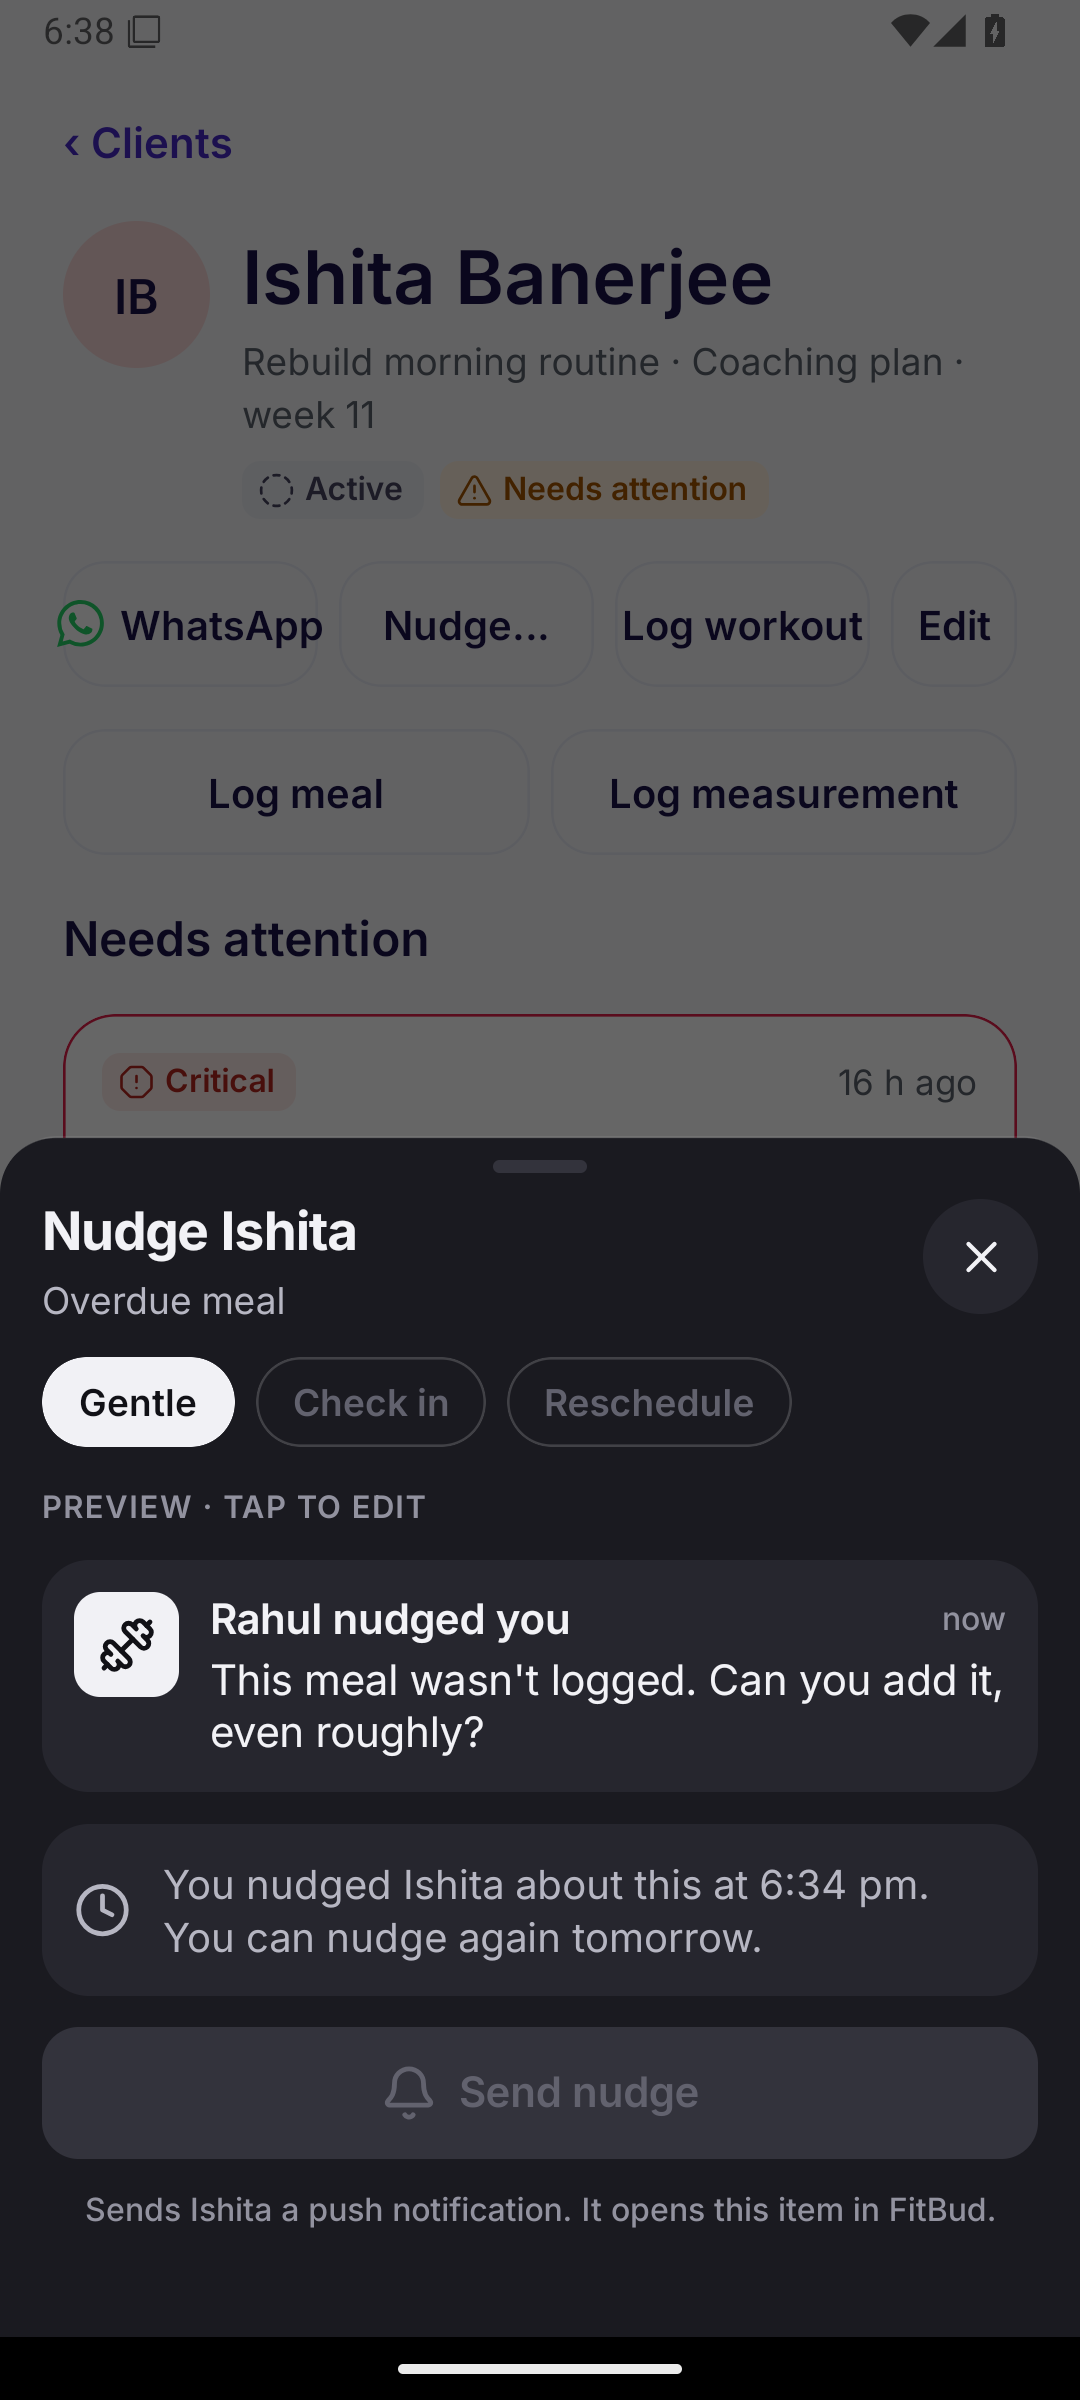 6:38
‹ Clients
IB
Ishita Banerjee
Rebuild morning routine · Coaching plan ·
week 11
Active
Needs attention
WhatsApp
Nudge...
Log workout
Edit
Log meal
Log measurement
Needs attention
Critical
16 h ago
Nudge Ishita
Overdue meal
Gentle
Check in
Reschedule
PREVIEW · TAP TO EDIT
Rahul nudged you
now
This meal wasn't logged. Can you add it,
even roughly?
You nudged Ishita about this at 6:34 pm.
You can nudge again tomorrow.
Send nudge
Sends Ishita a push notification. It opens this item in FitBud.